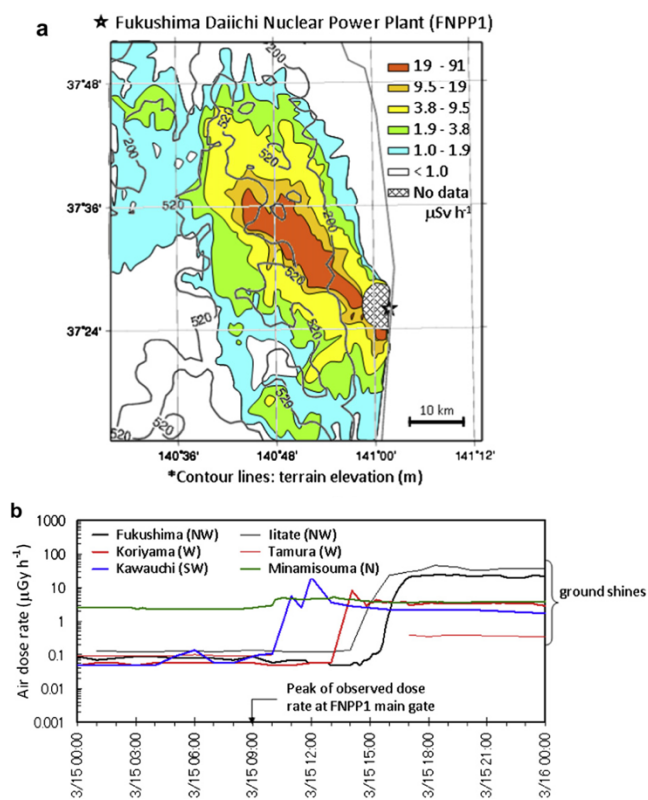 ☆ Fukushima Daiichi Nuclear Power Plant (FNPP1)
a
37°48'
37°36'
37°24'
200
200
520
520
520
200
520
520
520
520
520
520
19 - 91
9.5 - 19
3.8 - 9.5
1.9 - 3.8
1.0 - 1.9
< 1.0
No data
μSv h⁻¹
10 km
140°36' 140°48' 141°00' 141°12'
*Contour lines: terrain elevation (m)
b
Air dose rate (μGy h⁻¹)
1000
100
10
1
0.1
0.01
0.001
Fukushima (NW)
Koriyama (W)
Kawauchi (SW)
Iitate (NW)
Tamura (W)
Minamisouma (N)
ground shines
Peak of observed dose
rate at FNPP1 main gate
3/15 00:00
3/15 03:00
3/15 06:00
3/15 09:00
3/15 12:00
3/15 15:00
3/15 18:00
3/15 21:00
3/16 00:00